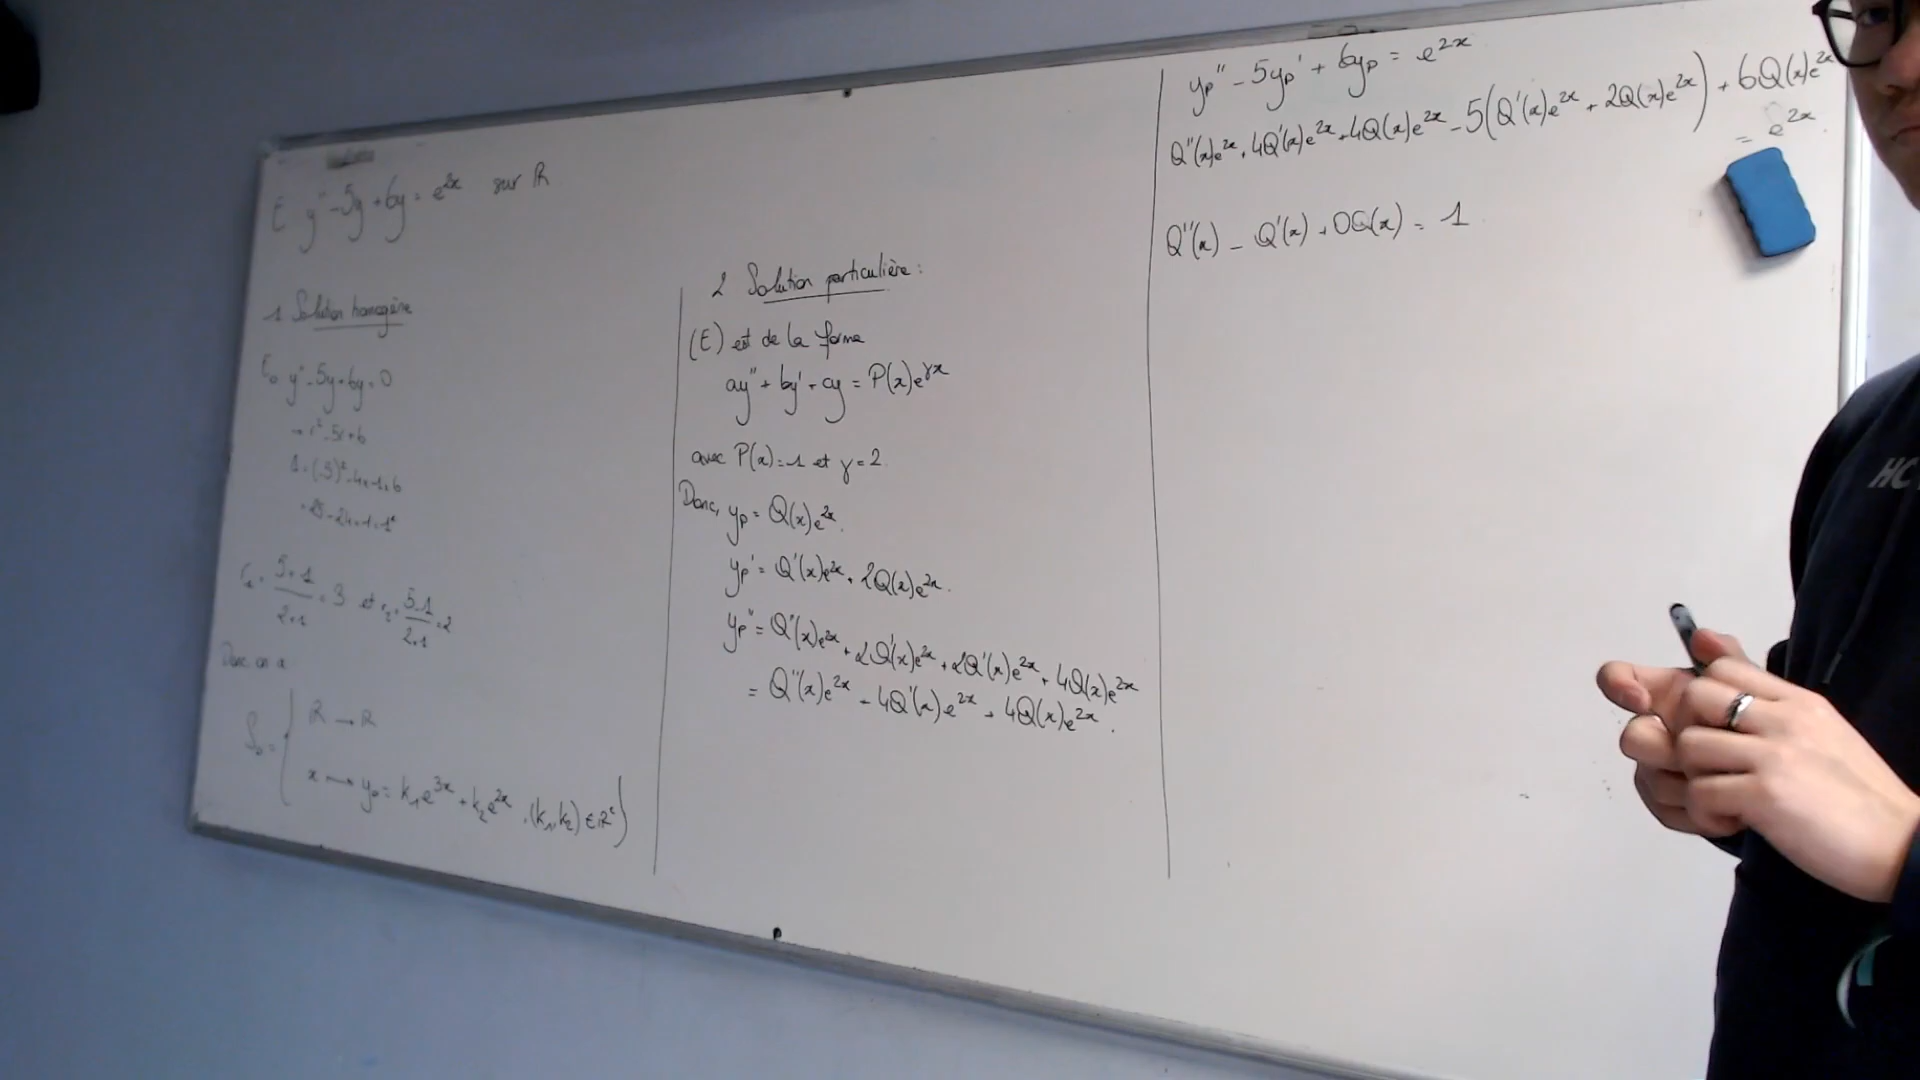 E y'' - 5y + 6y = e^{2x} sur R
1 Solution homogène
E₀ y'' - 5y + 6y = 0
→ r² - 5r + 6
Δ = (-5)² - 4×1×6
= 25 - 24 = 1 = 1²
r₁ = (5+1)/(2×1) = 3 et r₂ = (5-1)/(2×1) = 2
Donc on a
S₀ = { R → R
x → y₀ = k₁e^{3x} + k₂e^{2x}, (k₁, k₂) ∈ R² }
2 Solution particulière :
(E) est de la forme
ay'' + by' + cy = P(x)e^{γx}
avec P(x) = 1 et γ = 2
Donc, yp = Q(x)e^{2x}.
yp' = Q'(x)e^{2x} + 2Q(x)e^{2x}.
yp'' = Q''(x)e^{2x} + 2Q'(x)e^{2x} + 2Q'(x)e^{2x} + 4Q(x)e^{2x}
= Q''(x)e^{2x} + 4Q'(x)e^{2x} + 4Q(x)e^{2x}.
yp'' - 5yp' + 6yp = e^{2x}
Q''(x)e^{2x} + 4Q'(x)e^{2x} + 4Q(x)e^{2x} - 5(Q'(x)e^{2x} + 2Q(x)e^{2x}) + 6Q(x)e^{2x}
= e^{2x}.
Q''(x) - Q'(x) + 0Q(x) = 1
HC